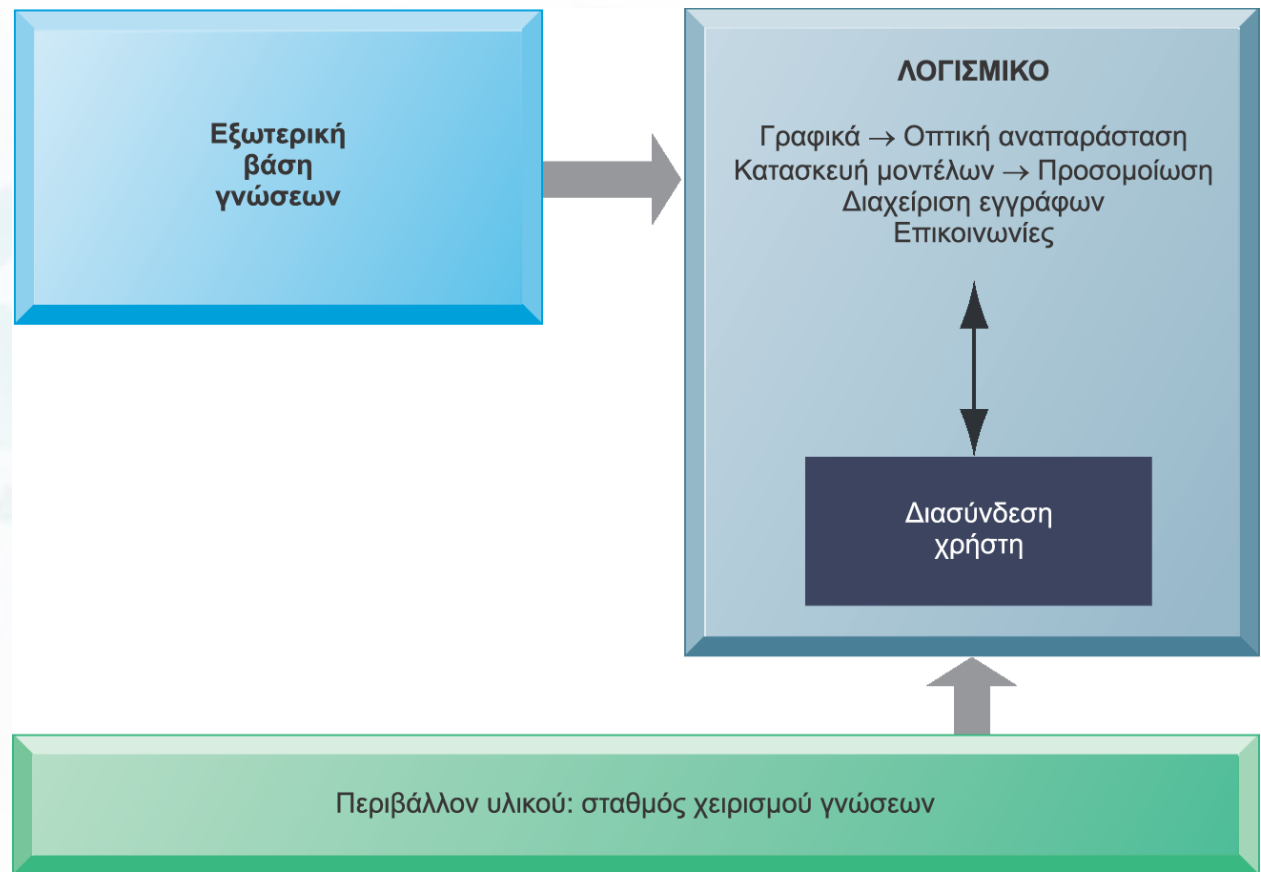 Εξωτερική
βάση
γνώσεων
ΛΟΓΙΣΜΙΚΟ
Γραφικά → Οπτική αναπαράσταση
Κατασκευή μοντέλων → Προσομοίωση
Διαχείριση εγγράφων
Επικοινωνίες
Διασύνδεση
χρήστη
Περιβάλλον υλικού: σταθμός χειρισμού γνώσεων